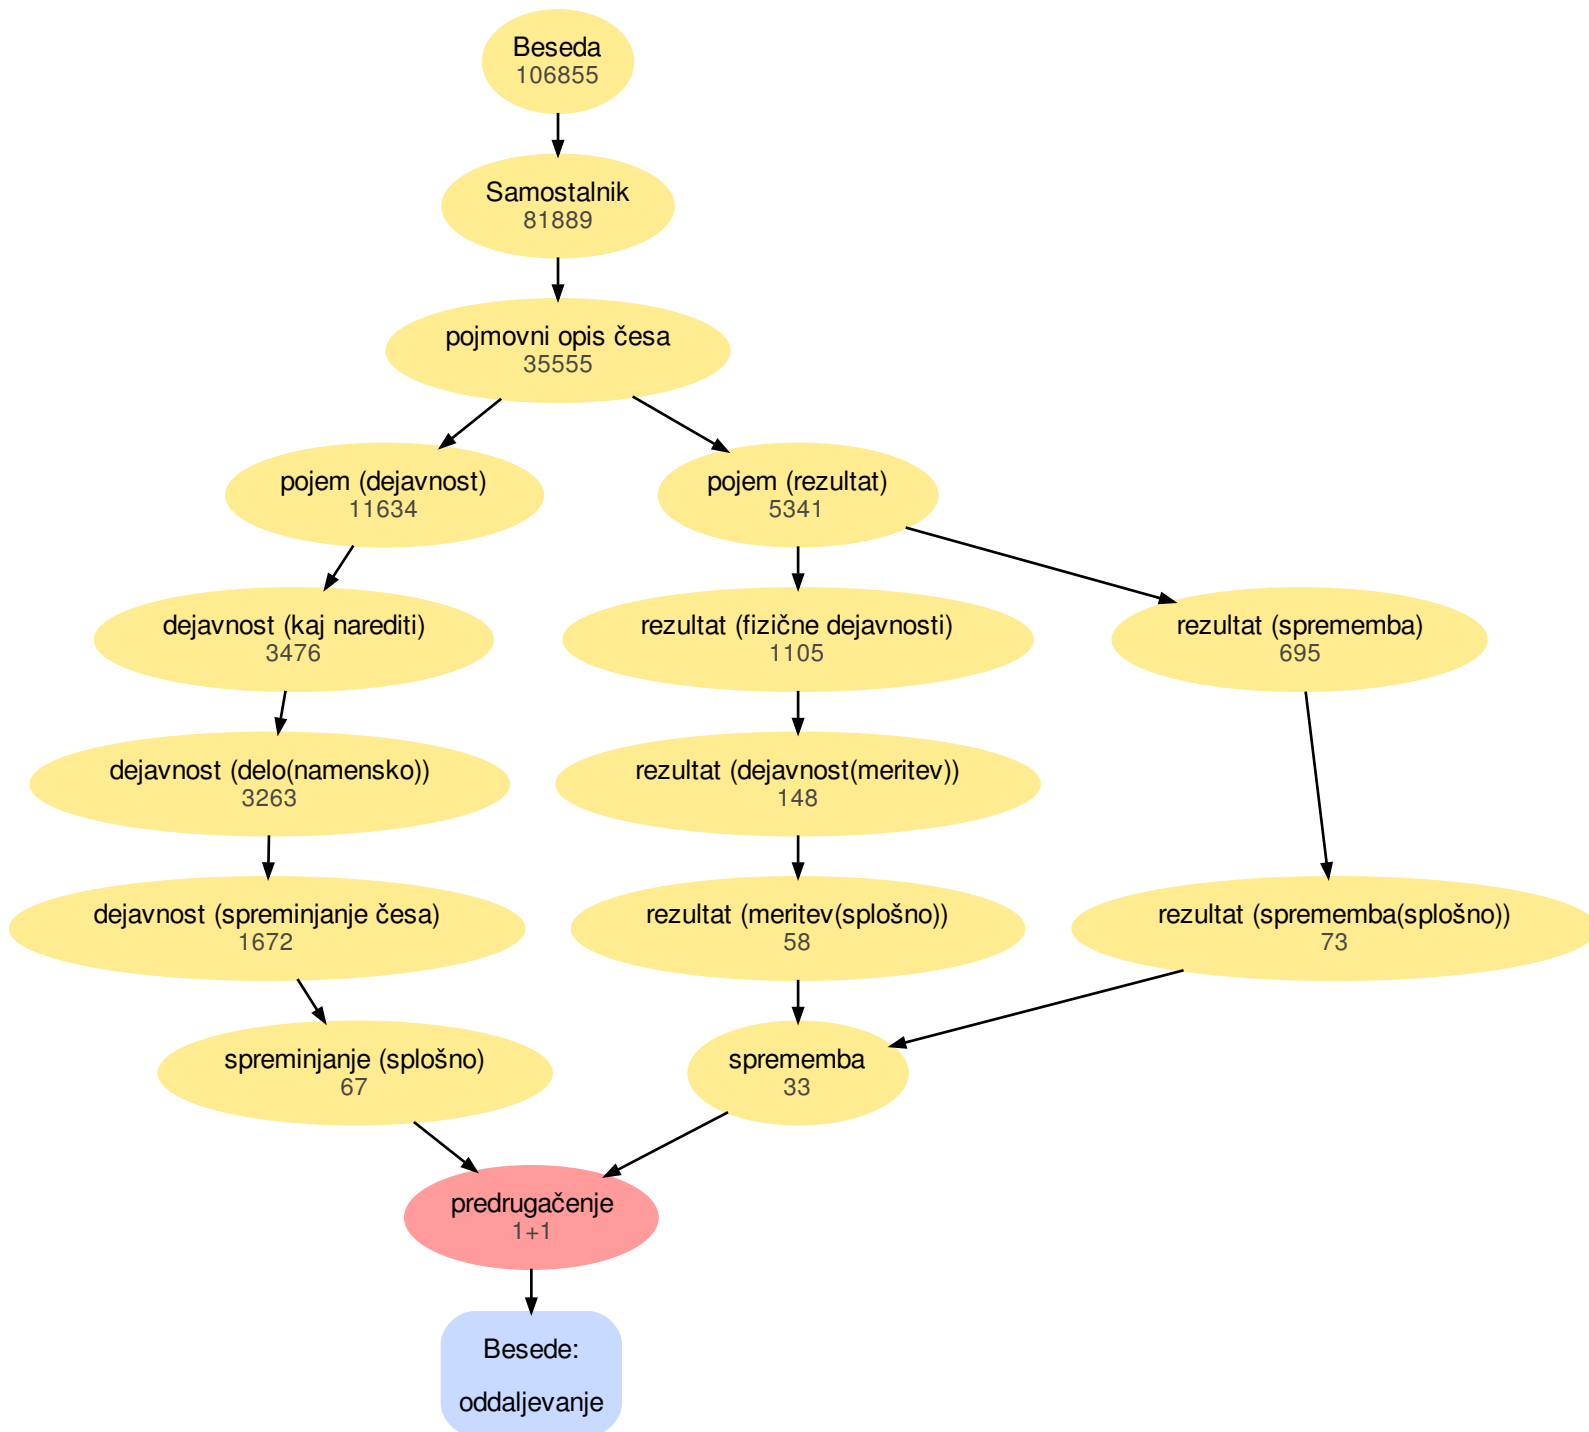 Beseda
106855
Samostalnik
81889
pojmovni opis česa
35555
pojem (dejavnost)
11634
pojem (rezultat)
5341
dejavnost (kaj narediti)
3476
rezultat (fizične dejavnosti)
1105
rezultat (sprememba)
695
dejavnost (delo(namensko))
3263
rezultat (dejavnost(meritev))
148
dejavnost (spreminjanje česa)
1672
rezultat (meritev(splošno))
58
rezultat (sprememba(splošno))
73
spreminjanje (splošno)
67
sprememba
33
predrugačenje
1+1
Besede:
oddaljevanje